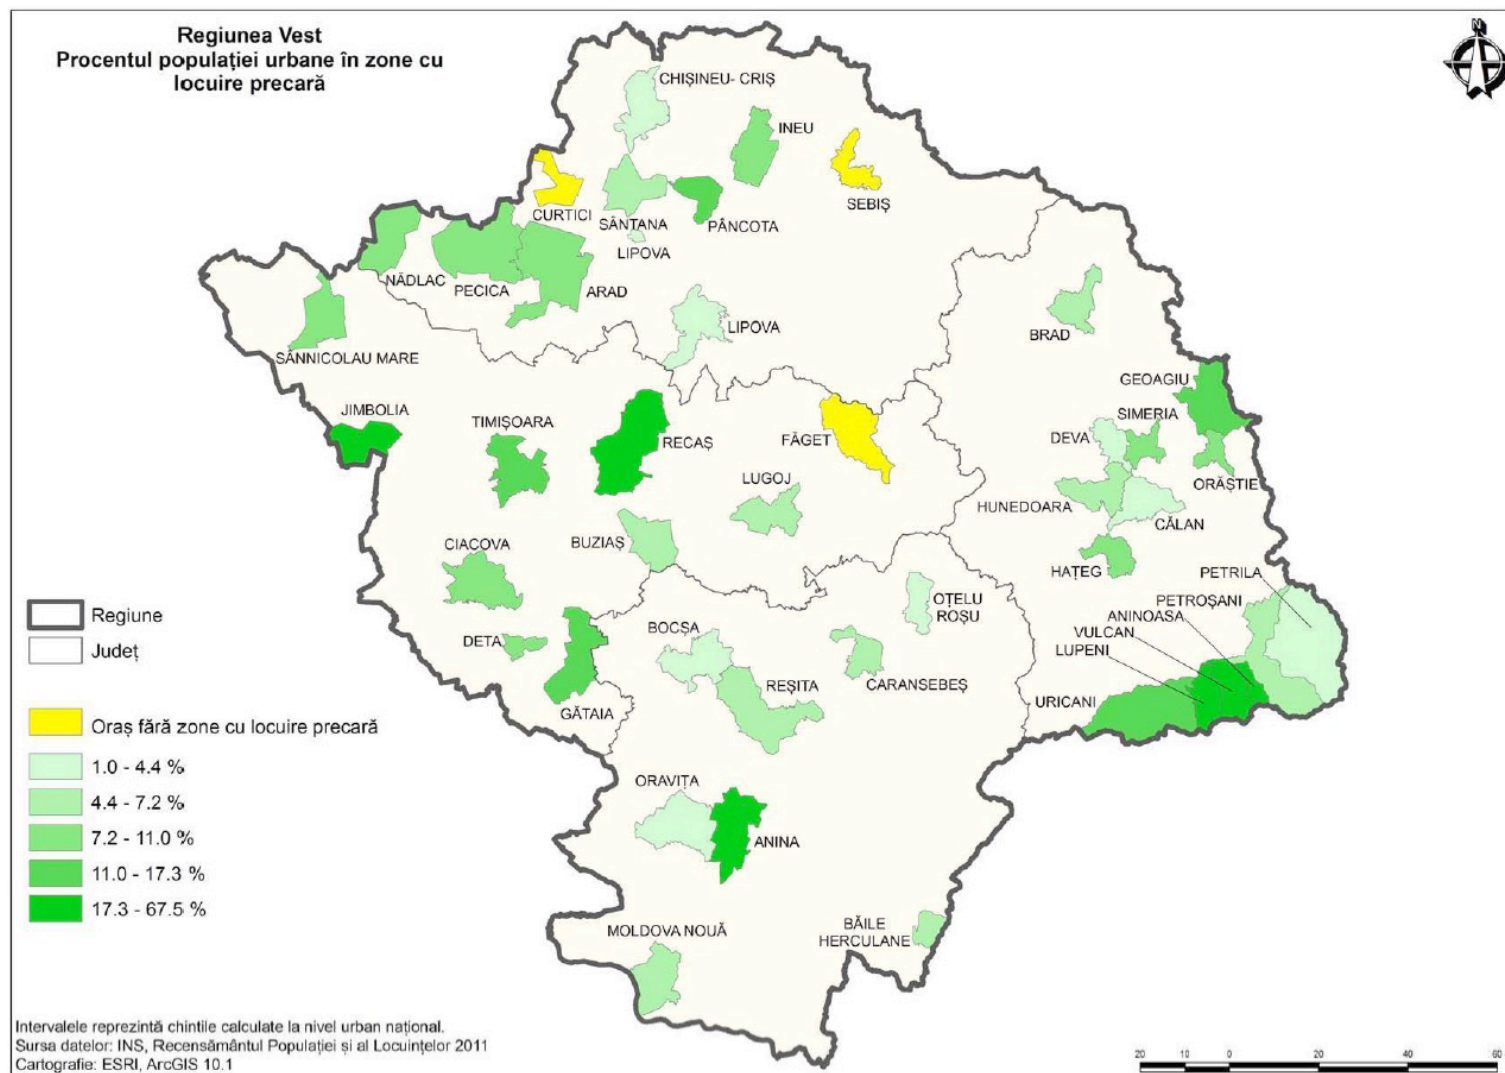 Regiunea Vest
Procentul populației urbane în zone cu
locuire precară
N
CHIȘINEU- CRIȘ
INEU
SEBIȘ
CURTICI
SÂNTANA
PÂNCOTA
LIPOVA
NĂDLAC
PECICA
ARAD
LIPOVA
BRAD
SÂNNICOLAU MARE
GEOAGIU
JIMBOLIA
TIMIȘOARA
RECAȘ
FĂGET
SIMERIA
DEVA
LUGOJ
ORĂȘTIE
HUNEDOARA
CĂLAN
BUZIAȘ
CIACOVA
HAȚEG
PETRILA
OȚELU
ROȘU
PETROȘANI
ANINOASA
VULCAN
LUPENI
BOCȘA
DETA
REȘIȚA
CARANSEBEȘ
URICANI
GĂTAIA
ORAVIȚA
ANINA
BĂILE
HERCULANE
MOLDOVA NOUĂ
Regiune
Județ
Oraș fără zone cu locuire precară
1.0 - 4.4 %
4.4 - 7.2 %
7.2 - 11.0 %
11.0 - 17.3 %
17.3 - 67.5 %
Intervalele reprezintă chintile calculate la nivel urban național.
Sursa datelor: INS, Recensământul Populației și al Locuințelor 2011
Cartografie: ESRI, ArcGIS 10.1
20 10 0 20 40 60